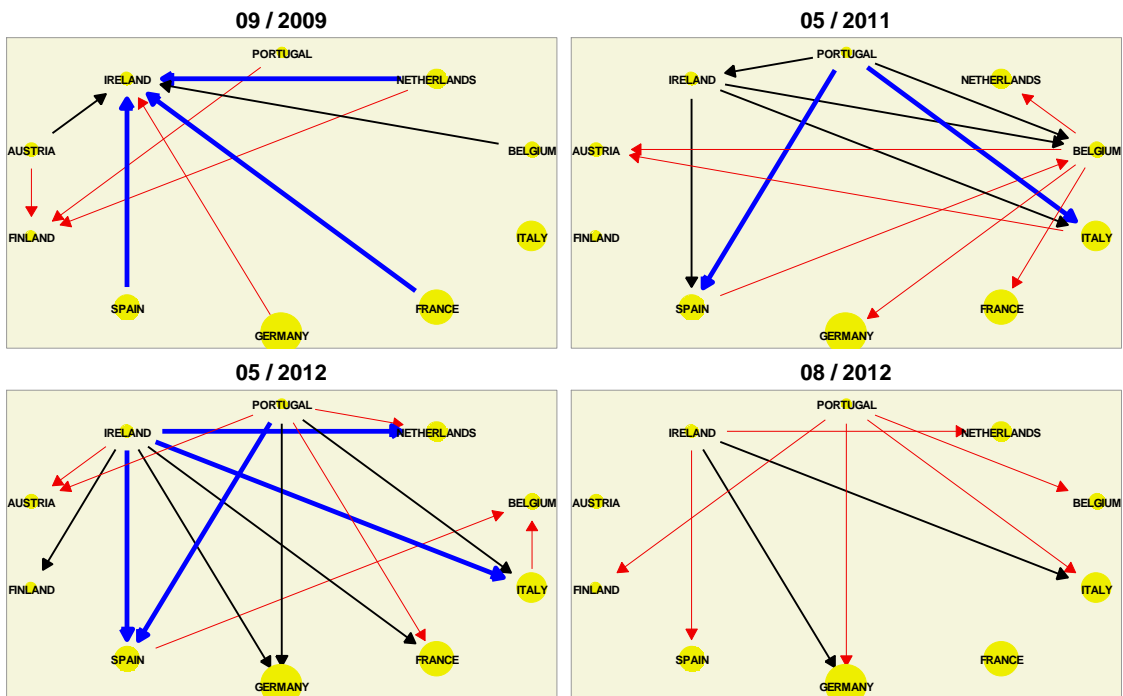 09 / 2009
PORTUGAL
IRELAND
NETHERLANDS
AUSTRIA
BELGIUM
FINLAND
ITALY
SPAIN
FRANCE
GERMANY
05 / 2011
PORTUGAL
IRELAND
NETHERLANDS
AUSTRIA
BELGIUM
FINLAND
ITALY
SPAIN
FRANCE
GERMANY
05 / 2012
PORTUGAL
IRELAND
NETHERLANDS
AUSTRIA
BELGIUM
FINLAND
ITALY
SPAIN
FRANCE
GERMANY
08 / 2012
PORTUGAL
IRELAND
NETHERLANDS
AUSTRIA
BELGIUM
FINLAND
ITALY
SPAIN
FRANCE
GERMANY